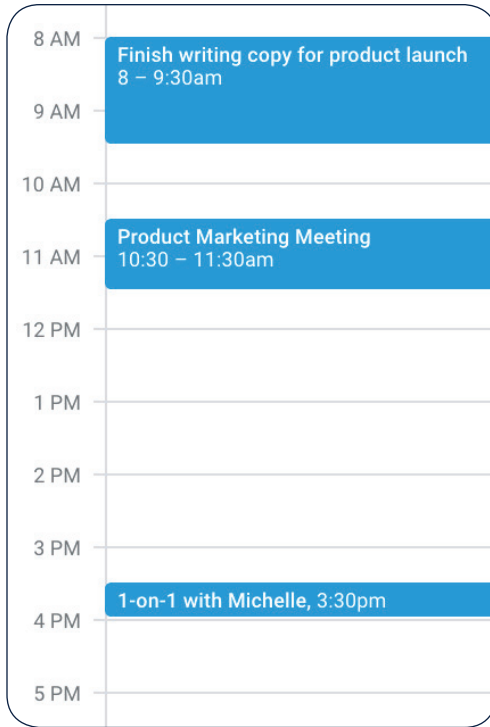 8 AM
Finish writing copy for product launch
8 – 9:30am
9 AM
10 AM
Product Marketing Meeting
11 AM
10:30 – 11:30am
12 PM
1 PM
2 PM
3 PM
1-on-1 with Michelle, 3:30pm
4 PM
5 PM